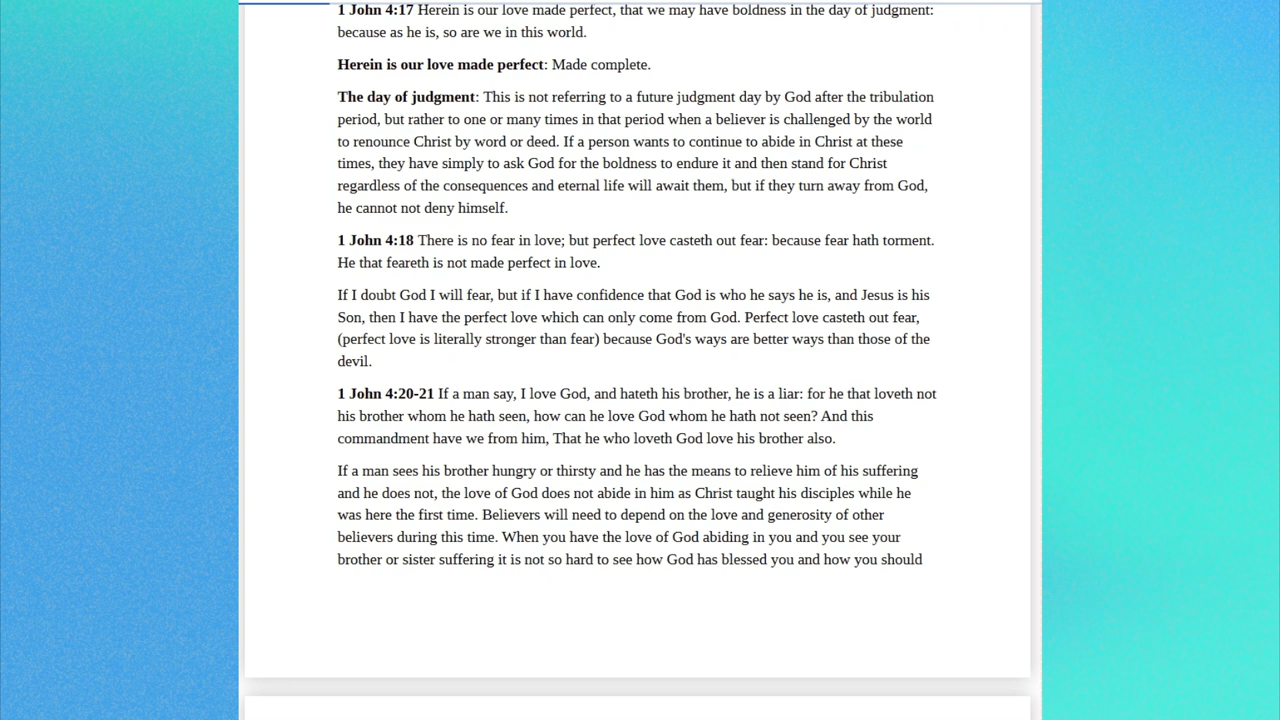 1 John 4:17 Herein is our love made perfect, that we may have boldness in the day of judgment:
because as he is, so are we in this world.
Herein is our love made perfect: Made complete.
The day of judgment: This is not referring to a future judgment day by God after the tribulation
period, but rather to one or many times in that period when a believer is challenged by the world
to renounce Christ by word or deed. If a person wants to continue to abide in Christ at these
times, they have simply to ask God for the boldness to endure it and then stand for Christ
regardless of the consequences and eternal life will await them, but if they turn away from God,
he cannot not deny himself.
1 John 4:18 There is no fear in love; but perfect love casteth out fear: because fear hath torment.
He that feareth is not made perfect in love.
If I doubt God I will fear, but if I have confidence that God is who he says he is, and Jesus is his
Son, then I have the perfect love which can only come from God. Perfect love casteth out fear,
(perfect love is literally stronger than fear) because God's ways are better ways than those of the
devil.
1 John 4:20-21 If a man say, I love God, and hateth his brother, he is a liar: for he that loveth not
his brother whom he hath seen, how can he love God whom he hath not seen? And this
commandment have we from him, That he who loveth God love his brother also.
If a man sees his brother hungry or thirsty and he has the means to relieve him of his suffering
and he does not, the love of God does not abide in him as Christ taught his disciples while he
was here the first time. Believers will need to depend on the love and generosity of other
believers during this time. When you have the love of God abiding in you and you see your
brother or sister suffering it is not so hard to see how God has blessed you and how you should